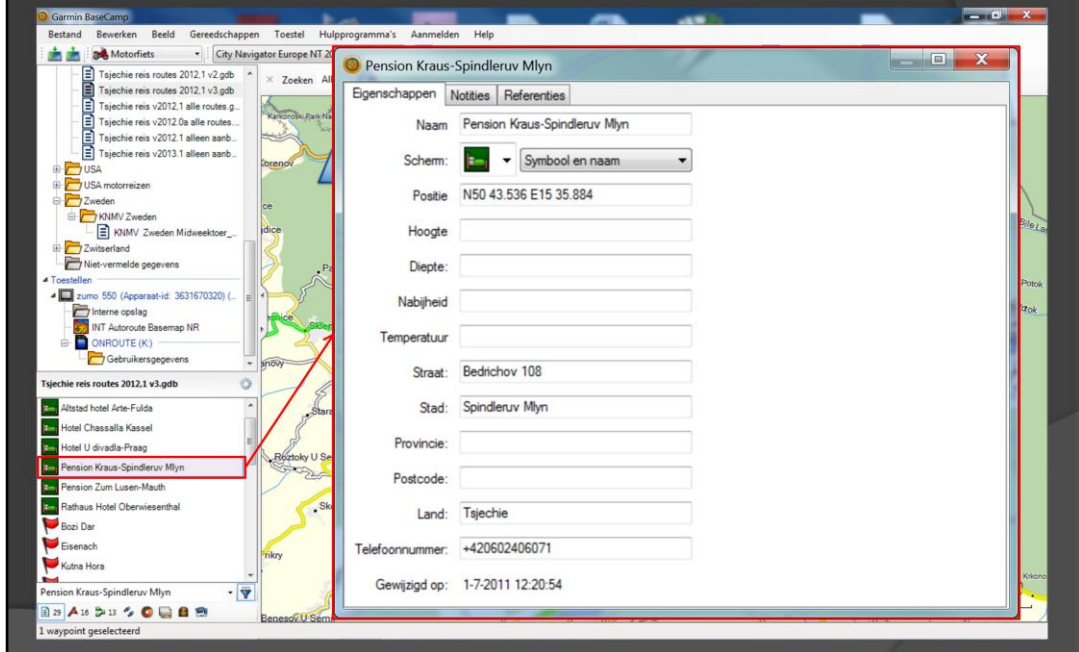 Garmin BaseCamp
Bestand Bewerken Beeld Gereedschappen Toestel Hulpprogramma's Aanmelden Help
Motorfiets
City Navigator Europe NT 20
Tsjechie reis routes 2012,1 v2.gdb
Tsjechie reis routes 2012,1 v3.gdb
Tsjechie reis v2012,1 alle routes.g...
Tsjechie reis v2012.0a alle routes....
Tsjechie reis v2012.1 alleen aanb...
Tsjechie reis v2013.1 alleen aanb...
USA
USA motorreizen
Zweden
KNMV Zweden
KNMV Zweden Midweektoer_...
Zwitserland
Niet-vermelde gegevens
Toestellen
zumo 550 (Apparaat-id: 3631670320) (...
Interne opslag
INT Autoroute Basemap NR
ONROUTE (K:)
Gebruikersgegevens
Tsjechie reis routes 2012,1 v3.gdb
Altstad hotel Arte-Fulda
Hotel Chassalla Kassel
Hotel U divadla-Praag
Pension Kraus-Spindleruv Mlyn
Pension Zum Lusen-Mauth
Rathaus Hotel Oberwiesenthal
Bozi Dar
Eisenach
Kutna Hora
Pension Kraus-Spindleruv Mlyn
29 16 13
1 waypoint geselecteerd
Zoeken
Roztoky U Se
Pension Kraus-Spindleruv Mlyn
Eigenschappen Notities Referenties
Naam Pension Kraus-Spindleruv Mlyn
Scherm: Symbool en naam
Positie N50 43.536 E15 35.884
Hoogte
Diepte:
Nabijheid
Temperatuur
Straat: Bedrichov 108
Stad: Spindleruv Mlyn
Provincie:
Postcode:
Land: Tsjechie
Telefoonnummer: +420602406071
Gewijzigd op: 1-7-2011 12:20:54
Potok